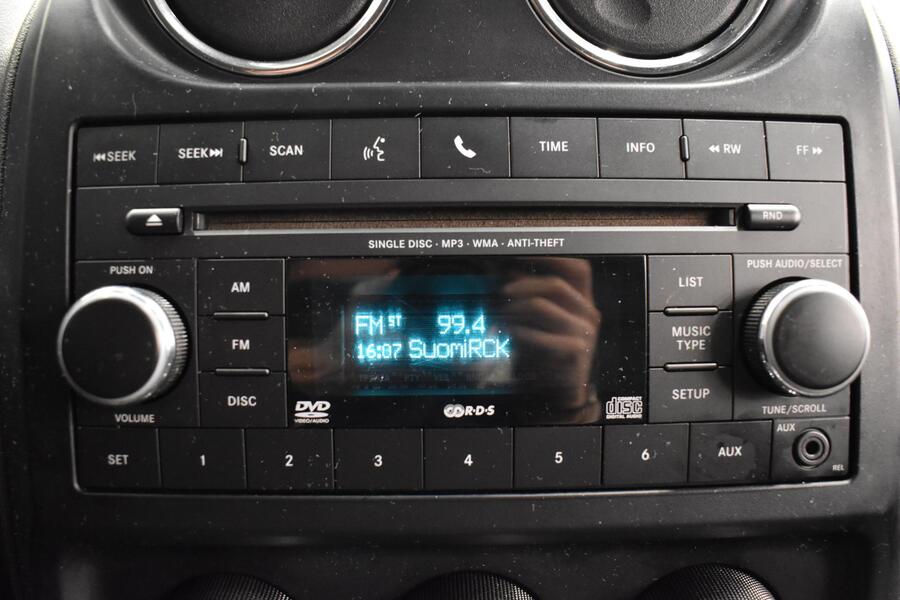 ⏮SEEK SEEK⏭ SCAN TIME INFO ◂◂RW FF▸▸
RND
SINGLE DISC · MP3 · WMA · ANTI-THEFT
PUSH ON
PUSH AUDIO/SELECT
AM
LIST
FM ST 99.4
FM
MUSIC
TYPE
16:07 SuomiRCK
DISC
SETUP
DVD
VIDEO/AUDIO
R·D·S
COMPACT
disc
DIGITAL AUDIO
VOLUME
TUNE/SCROLL
SET 1 2 3 4 5 6 AUX
AUX
REL